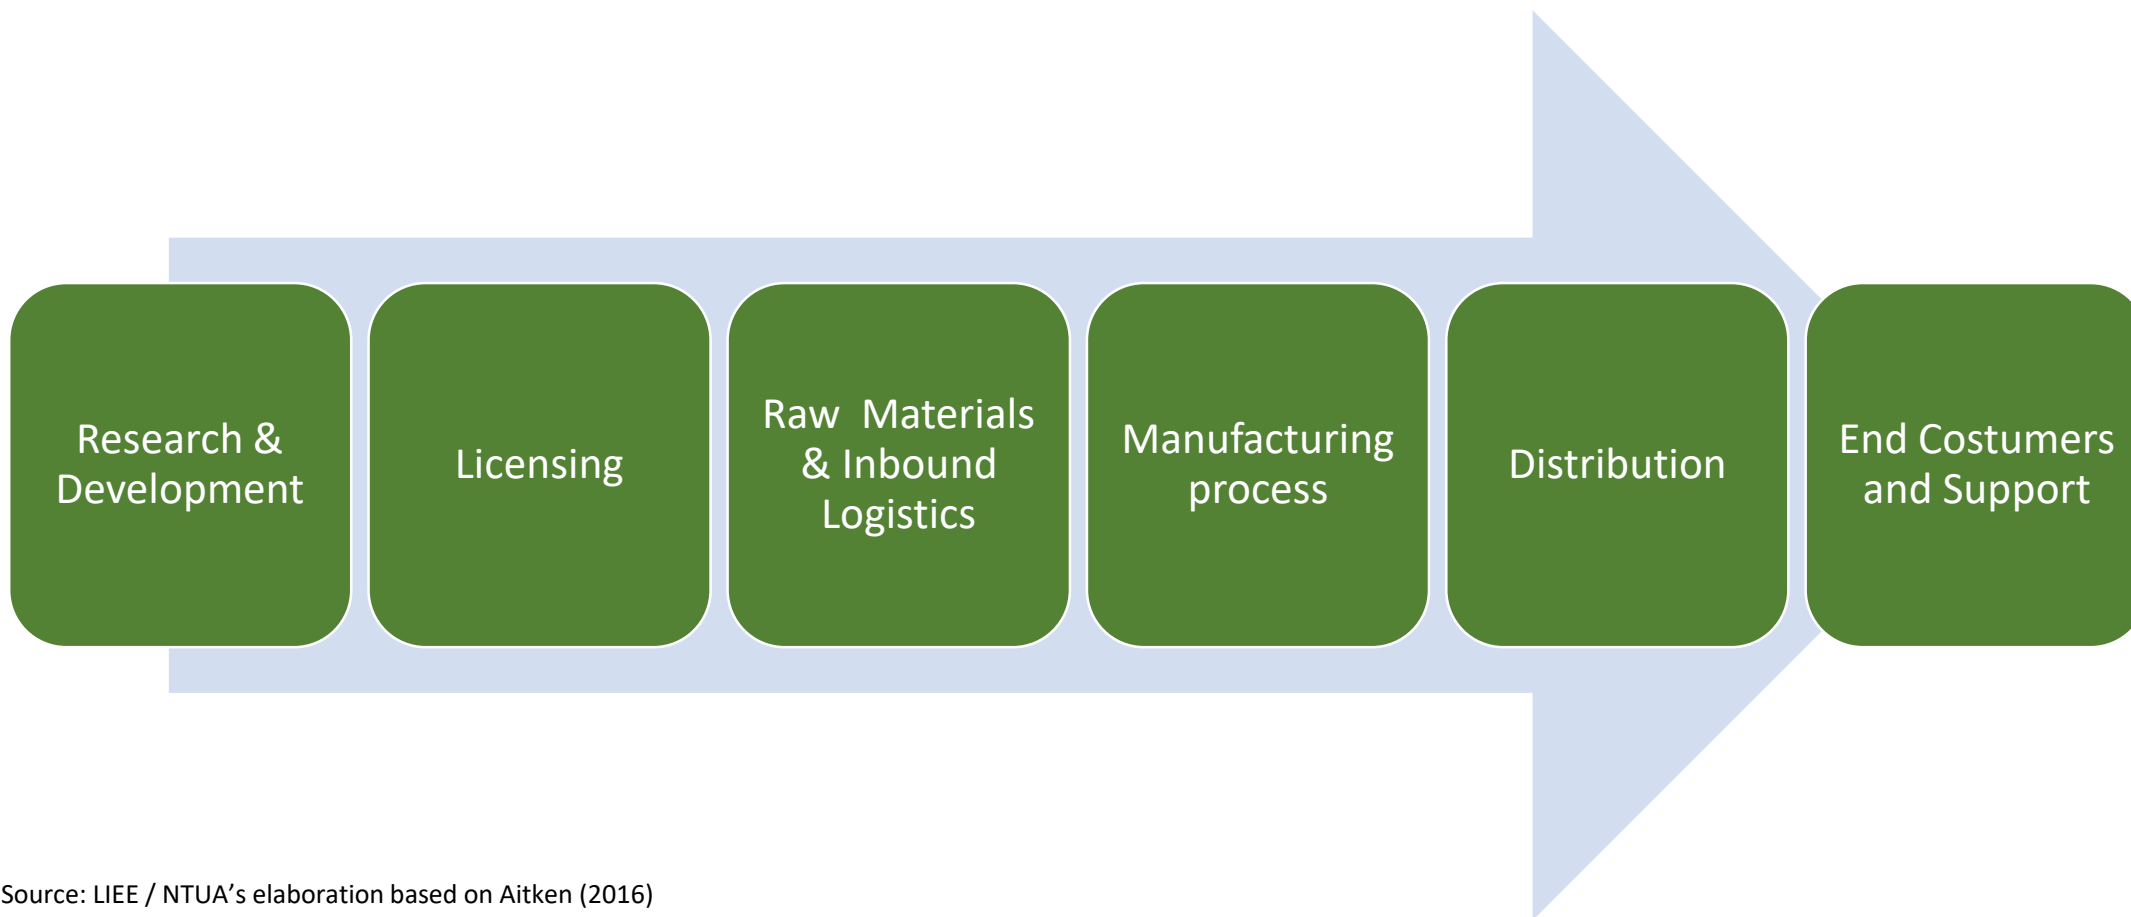 Research &
Development
Licensing
Raw  Materials
& Inbound
Logistics
Manufacturing
process
Distribution
End Costumers
and Support
Source: LIEE / NTUA’s elaboration based on Aitken (2016)